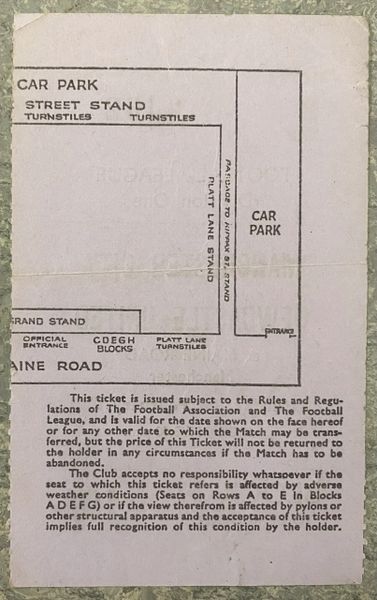 CAR PARK
STREET STAND
TURNSTILES TURNSTILES
PLATT LANE STAND
PASSAGE TO KIPPAX ST. STAND
CAR
PARK
ENTRANCE
GRAND STAND
OFFICIAL
ENTRANCE
CDEGH
BLOCKS
PLATT LANE
TURNSTILES
AINE ROAD
This ticket is issued subject to the Rules and Regu-
lations of The Football Association and The Football
League, and is valid for the date shown on the face hereof
or for any other date to which the Match may be trans-
ferred, but the price of this Ticket will not be returned to
the holder in any circumstances if the Match has to be
abandoned.
The Club accepts no responsibility whatsoever if the
seat to which this ticket refers is affected by adverse
weather conditions (Seats on Rows A to E In Blocks
A D E F G) or if the view therefrom is affected by pylons or
other structural apparatus and the acceptance of this ticket
implies full recognition of this condition by the holder.